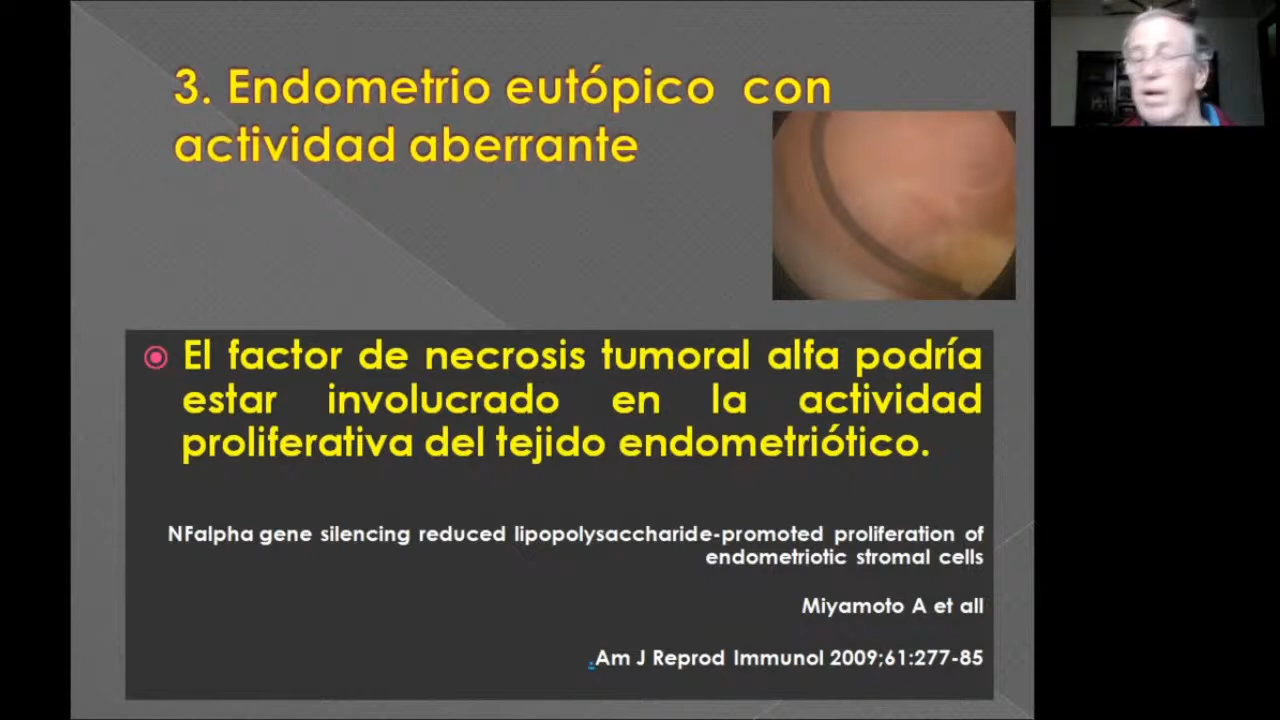 3. Endometrio eutópico con
actividad aberrante
El factor de necrosis tumoral alfa podría
estar involucrado en la actividad
proliferativa del tejido endometriótico.
NFalpha gene silencing reduced lipopolysaccharide-promoted proliferation of
endometriotic stromal cells
Miyamoto A et all
.Am J Reprod Immunol 2009;61:277-85